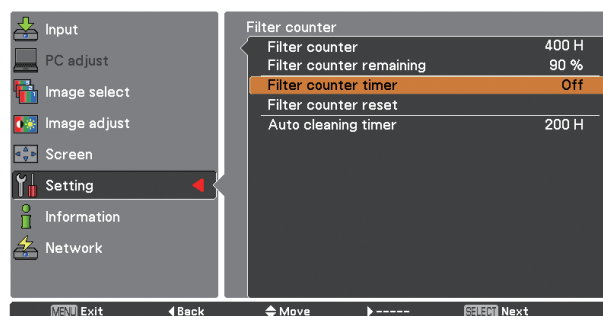 Input
PC adjust
Image select
Image adjust
Screen
Setting
Information
Network
Filter counter
Filter counter 400 H
Filter counter remaining 90 %
Filter counter timer Off
Filter counter reset
Auto cleaning timer 200 H
MENU Exit Back Move ----- SELECT Next